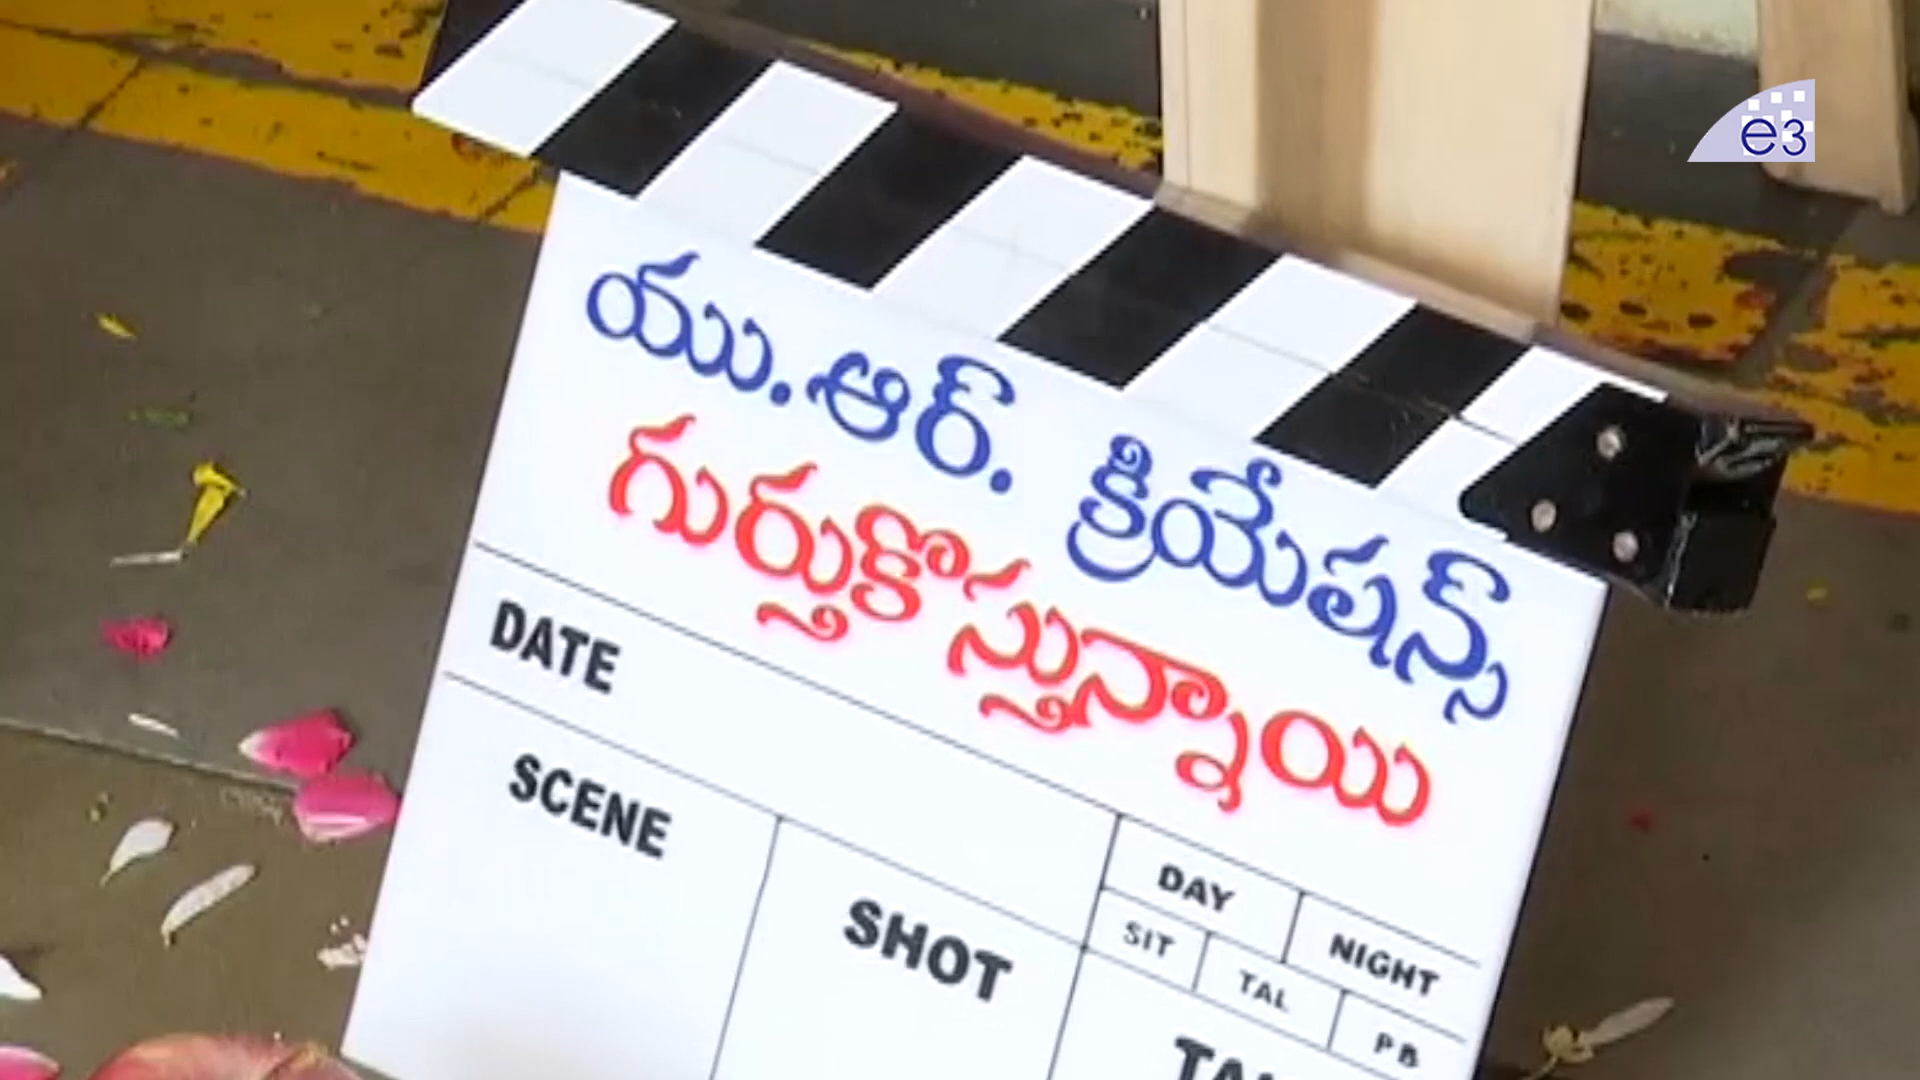 e3
యు.ఆర్. క్రియేషన్స్
గుర్తుకొస్తున్నాయి
DATE
SCENE
SHOT
DAY
NIGHT
SIT
TAL
PB